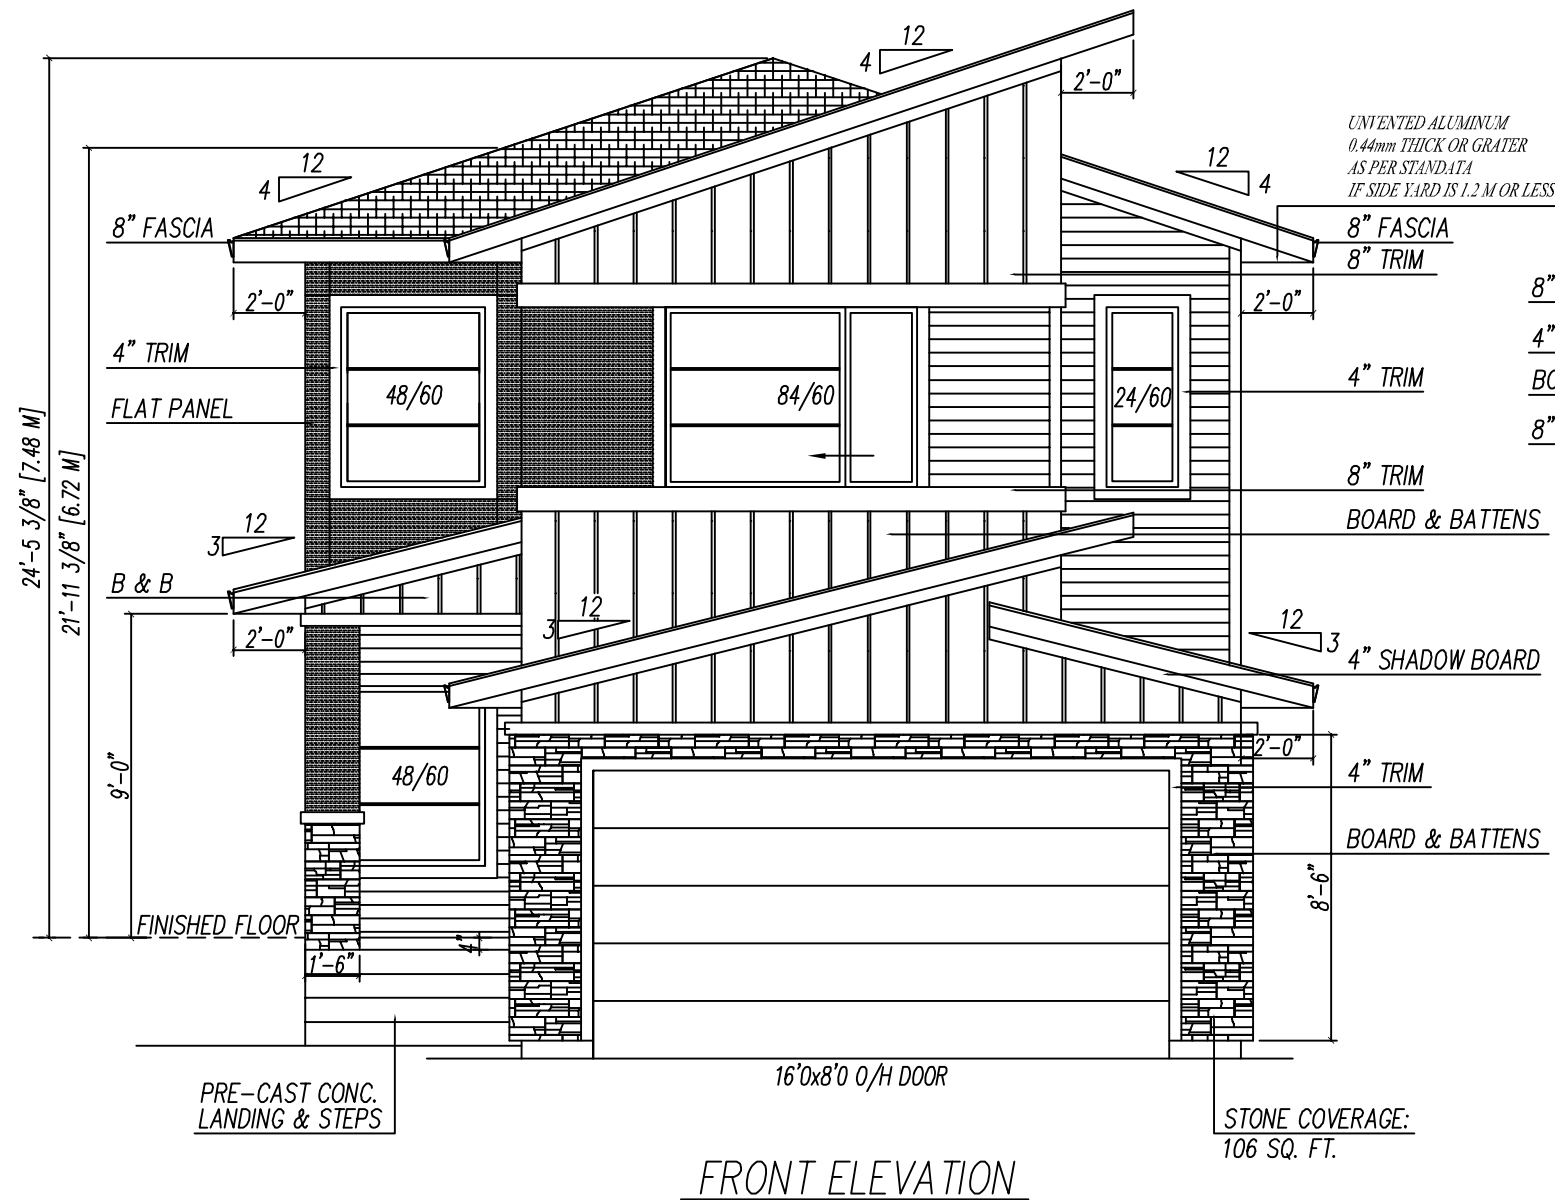 12
4
2'-0"
UNVENTED ALUMINUM
0.44mm THICK OR GRATER
AS PER STANDATA
IF SIDE YARD IS 1.2 M OR LESS
12
4
12
4
8" FASCIA
8" FASCIA
8" TRIM
2'-0"
2'-0"
8"
4" TRIM
4"
48/60
84/60
24/60
4" TRIM
BO
FLAT PANEL
8"
24'-5 3/8" [7.48 M]
21'-11 3/8" [6.72 M]
8" TRIM
12
3
BOARD & BATTENS
B & B
12
3
2'-0"
12
3
4" SHADOW BOARD
2'-0"
9'-0"
48/60
4" TRIM
BOARD & BATTENS
8'-6"
FINISHED FLOOR
4"
1'-6"
16'0x8'0 O/H DOOR
PRE-CAST CONC.
LANDING & STEPS
STONE COVERAGE:
106 SQ. FT.
FRONT ELEVATION